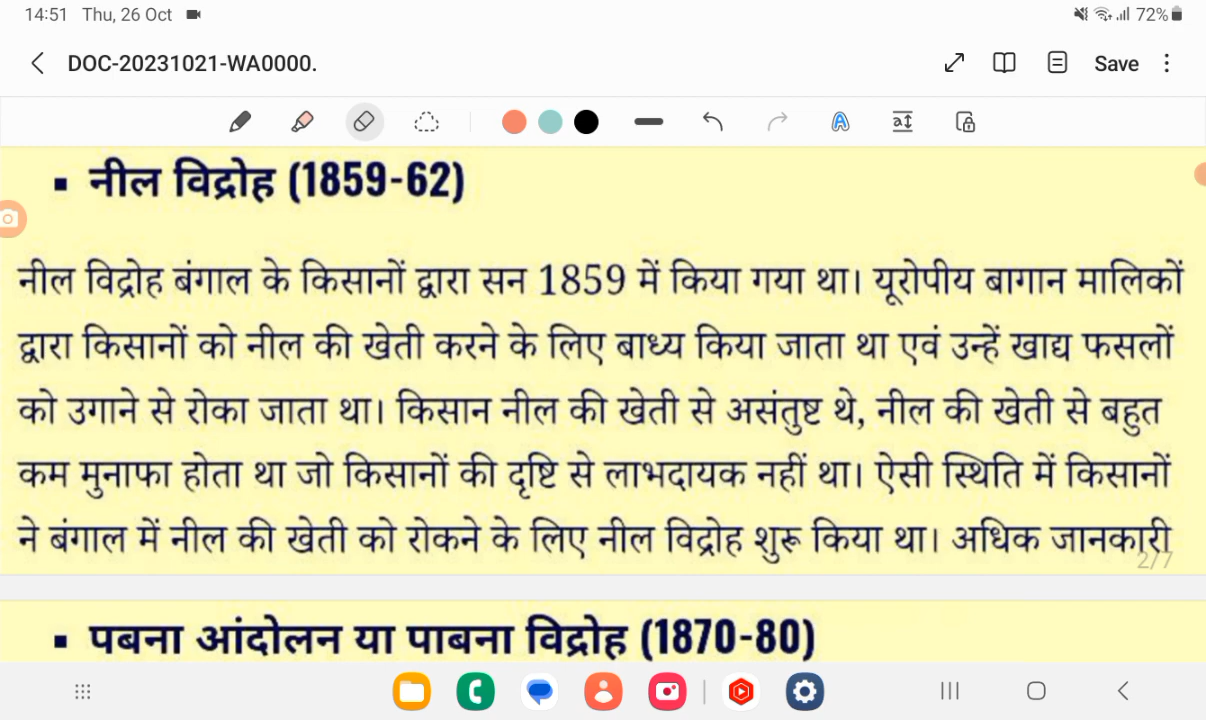 14:51 Thu, 26 Oct 72%
DOC-20231021-WA0000. Save
▪ नील विद्रोह (1859-62)
नील विद्रोह बंगाल के किसानों द्वारा सन 1859 में किया गया था। यूरोपीय बागान मालिकों
द्वारा किसानों को नील की खेती करने के लिए बाध्य किया जाता था एवं उन्हें खाद्य फसलों
को उगाने से रोका जाता था। किसान नील की खेती से असंतुष्ट थे, नील की खेती से बहुत
कम मुनाफा होता था जो किसानों की दृष्टि से लाभदायक नहीं था। ऐसी स्थिति में किसानों
ने बंगाल में नील की खेती को रोकने के लिए नील विद्रोह शुरू किया था। अधिक जानकारी
2/7
▪ पबना आंदोलन या पाबना विद्रोह (1870-80)